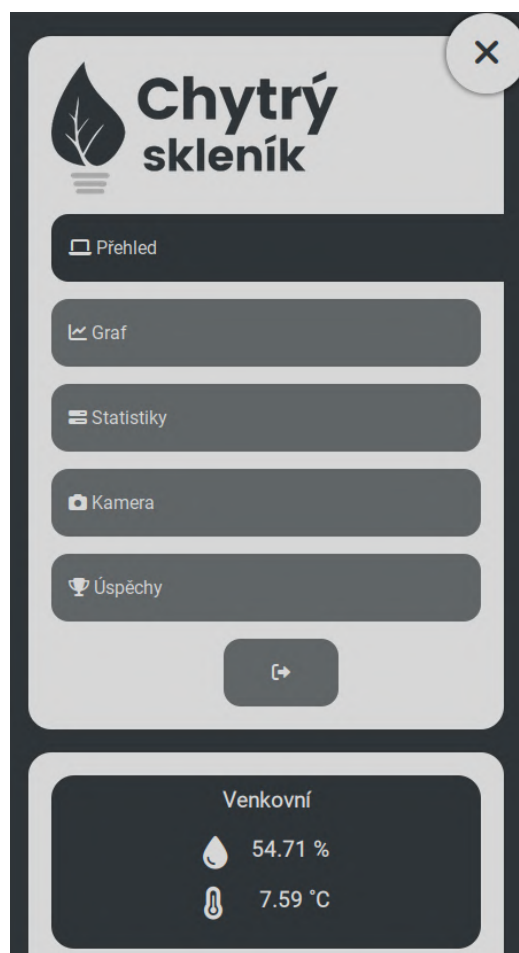 Chytrý
skleník
Přehled
Graf
Statistiky
Kamera
Úspěchy
Venkovní
54.71 %
7.59 °C